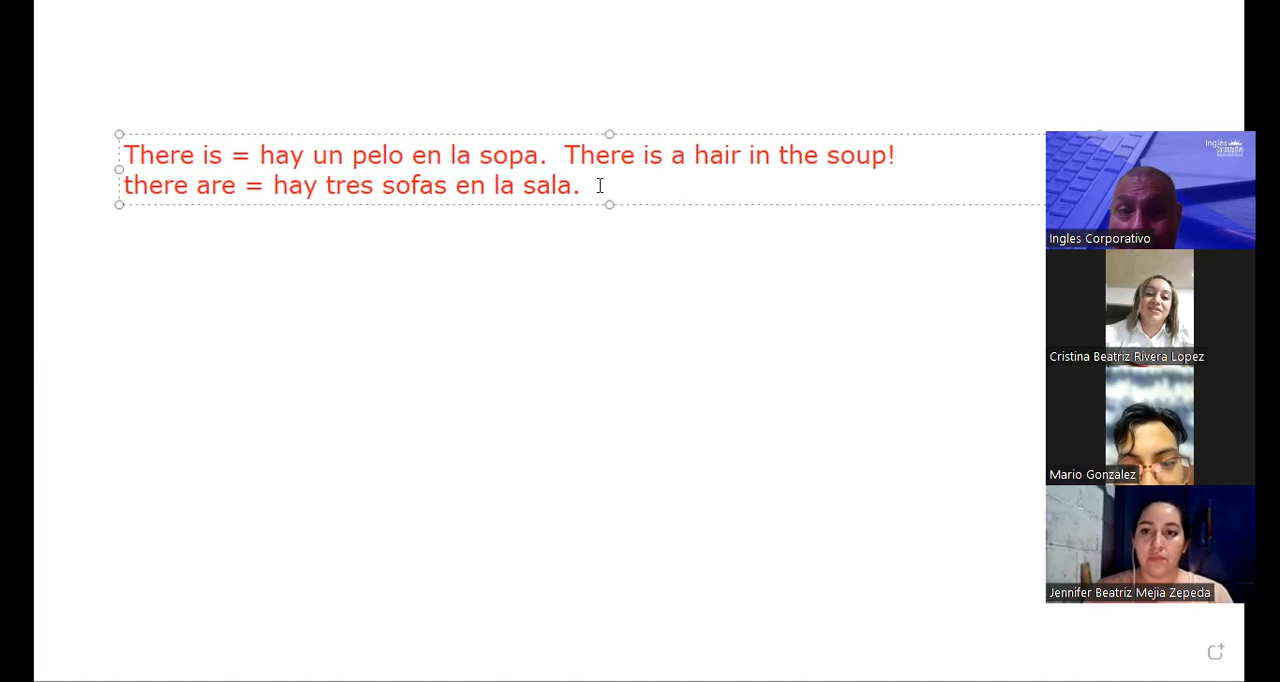 There is = hay un pelo en la sopa.  There is a hair in the soup!
there are = hay tres sofas en la sala.
Ingles
Ingles Corporativo
Cristina Beatriz Rivera Lopez
Mario Gonzalez
Jennifer Beatriz Mejia Zepeda